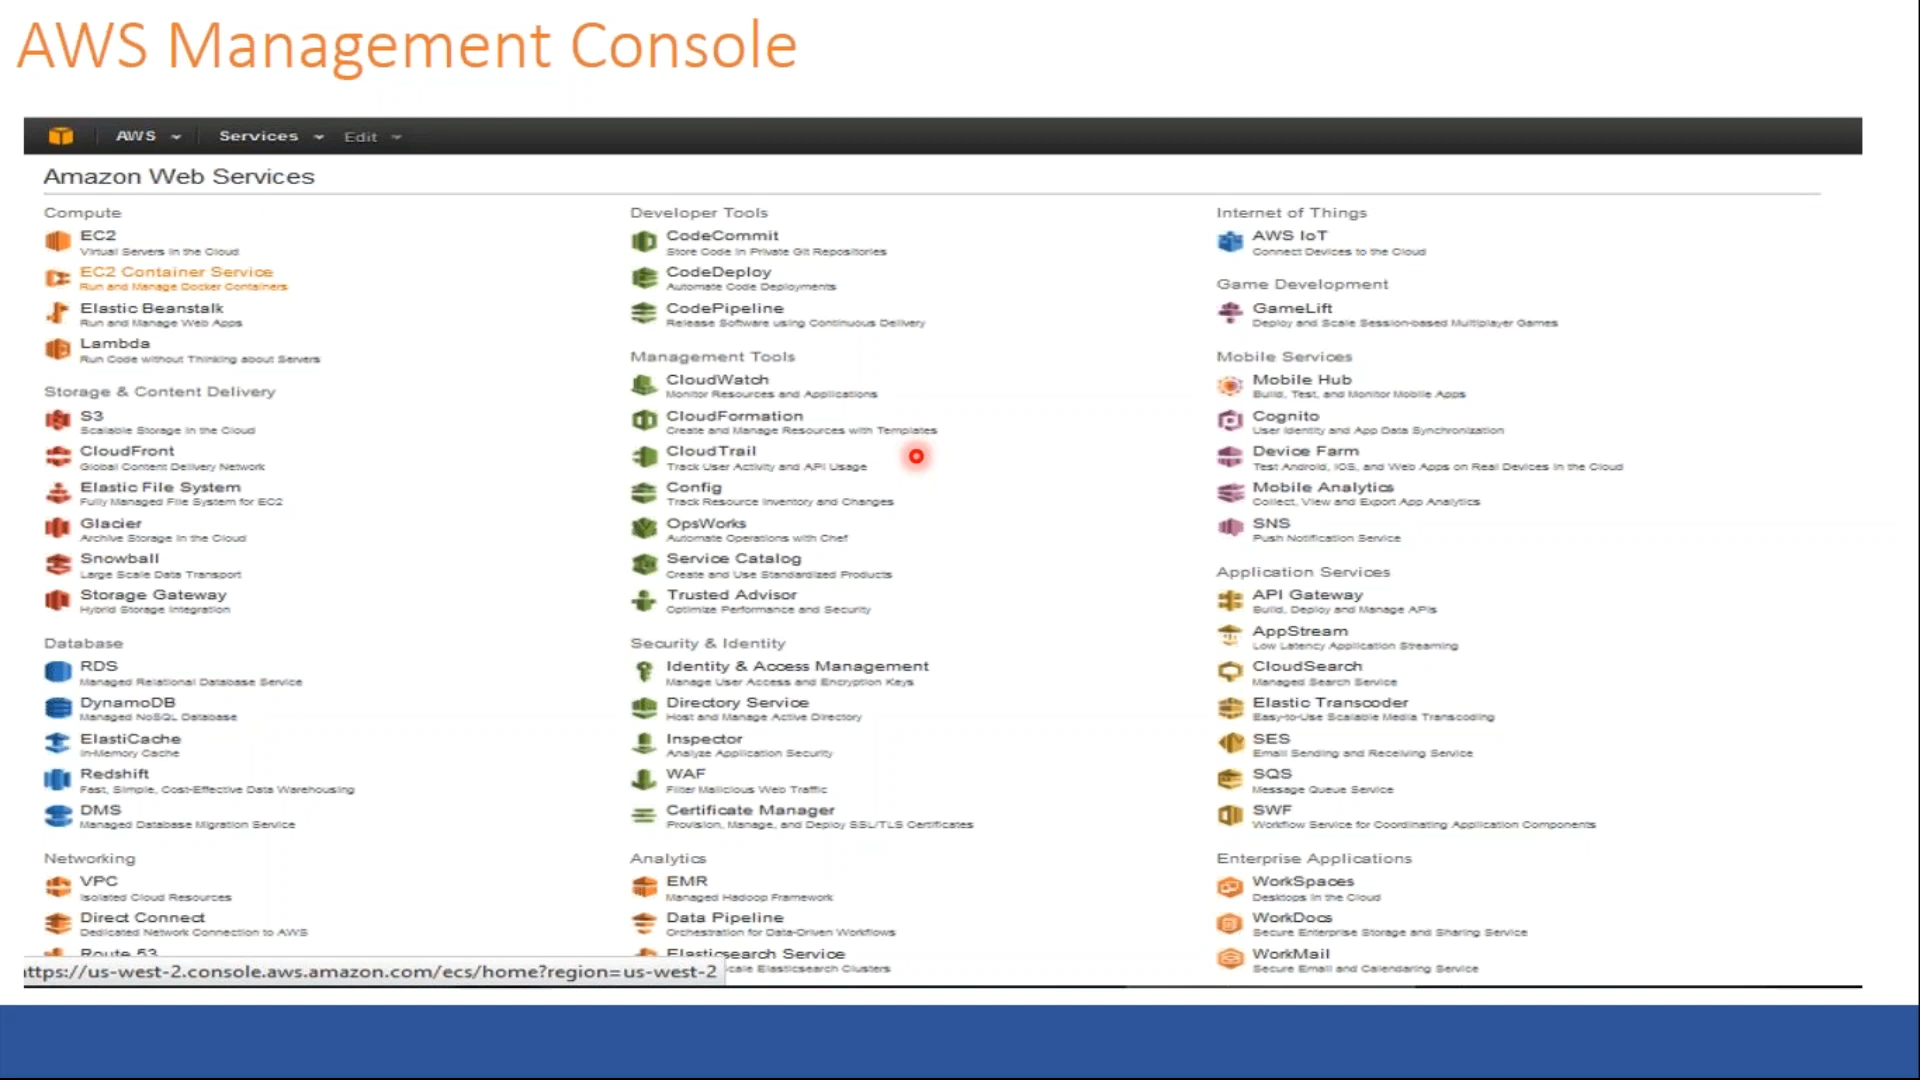 AWS Management Console
AWS Services Edit
Amazon Web Services
Compute
EC2
Virtual Servers in the Cloud
EC2 Container Service
Run and Manage Docker Containers
Elastic Beanstalk
Run and Manage Web Apps
Lambda
Run Code without Thinking about Servers
Storage & Content Delivery
S3
Scalable Storage in the Cloud
CloudFront
Global Content Delivery Network
Elastic File System
Fully Managed File System for EC2
Glacier
Archive Storage in the Cloud
Snowball
Large Scale Data Transport
Storage Gateway
Hybrid Storage Integration
Database
RDS
Managed Relational Database Service
DynamoDB
Managed NoSQL Database
ElastiCache
In-Memory Cache
Redshift
Fast, Simple, Cost-Effective Data Warehousing
DMS
Managed Database Migration Service
Networking
VPC
Isolated Cloud Resources
Direct Connect
Dedicated Network Connection to AWS
Route 53
ttps://us-west-2.console.aws.amazon.com/ecs/home?region=us-west-2
Developer Tools
CodeCommit
Store Code in Private Git Repositories
CodeDeploy
Automate Code Deployments
CodePipeline
Release Software using Continuous Delivery
Management Tools
CloudWatch
Monitor Resources and Applications
CloudFormation
Create and Manage Resources with Templates
CloudTrail
Track User Activity and API Usage
Config
Track Resource Inventory and Changes
OpsWorks
Automate Operations with Chef
Service Catalog
Create and Use Standardized Products
Trusted Advisor
Optimize Performance and Security
Security & Identity
Identity & Access Management
Manage User Access and Encryption Keys
Directory Service
Host and Manage Active Directory
Inspector
Analyze Application Security
WAF
Filter Malicious Web Traffic
Certificate Manager
Provision, Manage, and Deploy SSL/TLS Certificates
Analytics
EMR
Managed Hadoop Framework
Data Pipeline
Orchestration for Data-Driven Workflows
Elasticsearch Service
cale Elasticsearch Clusters
Internet of Things
AWS IoT
Connect Devices to the Cloud
Game Development
GameLift
Deploy and Scale Session-based Multiplayer Games
Mobile Services
Mobile Hub
Build, Test, and Monitor Mobile Apps
Cognito
User Identity and App Data Synchronization
Device Farm
Test Android, iOS, and Web Apps on Real Devices in the Cloud
Mobile Analytics
Collect, View and Export App Analytics
SNS
Push Notification Service
Application Services
API Gateway
Build, Deploy and Manage APIs
AppStream
Low Latency Application Streaming
CloudSearch
Managed Search Service
Elastic Transcoder
Easy-to-Use Scalable Media Transcoding
SES
Email Sending and Receiving Service
SQS
Message Queue Service
SWF
Workflow Service for Coordinating Application Components
Enterprise Applications
WorkSpaces
Desktops in the Cloud
WorkDocs
Secure Enterprise Storage and Sharing Service
WorkMail
Secure Email and Calendaring Service